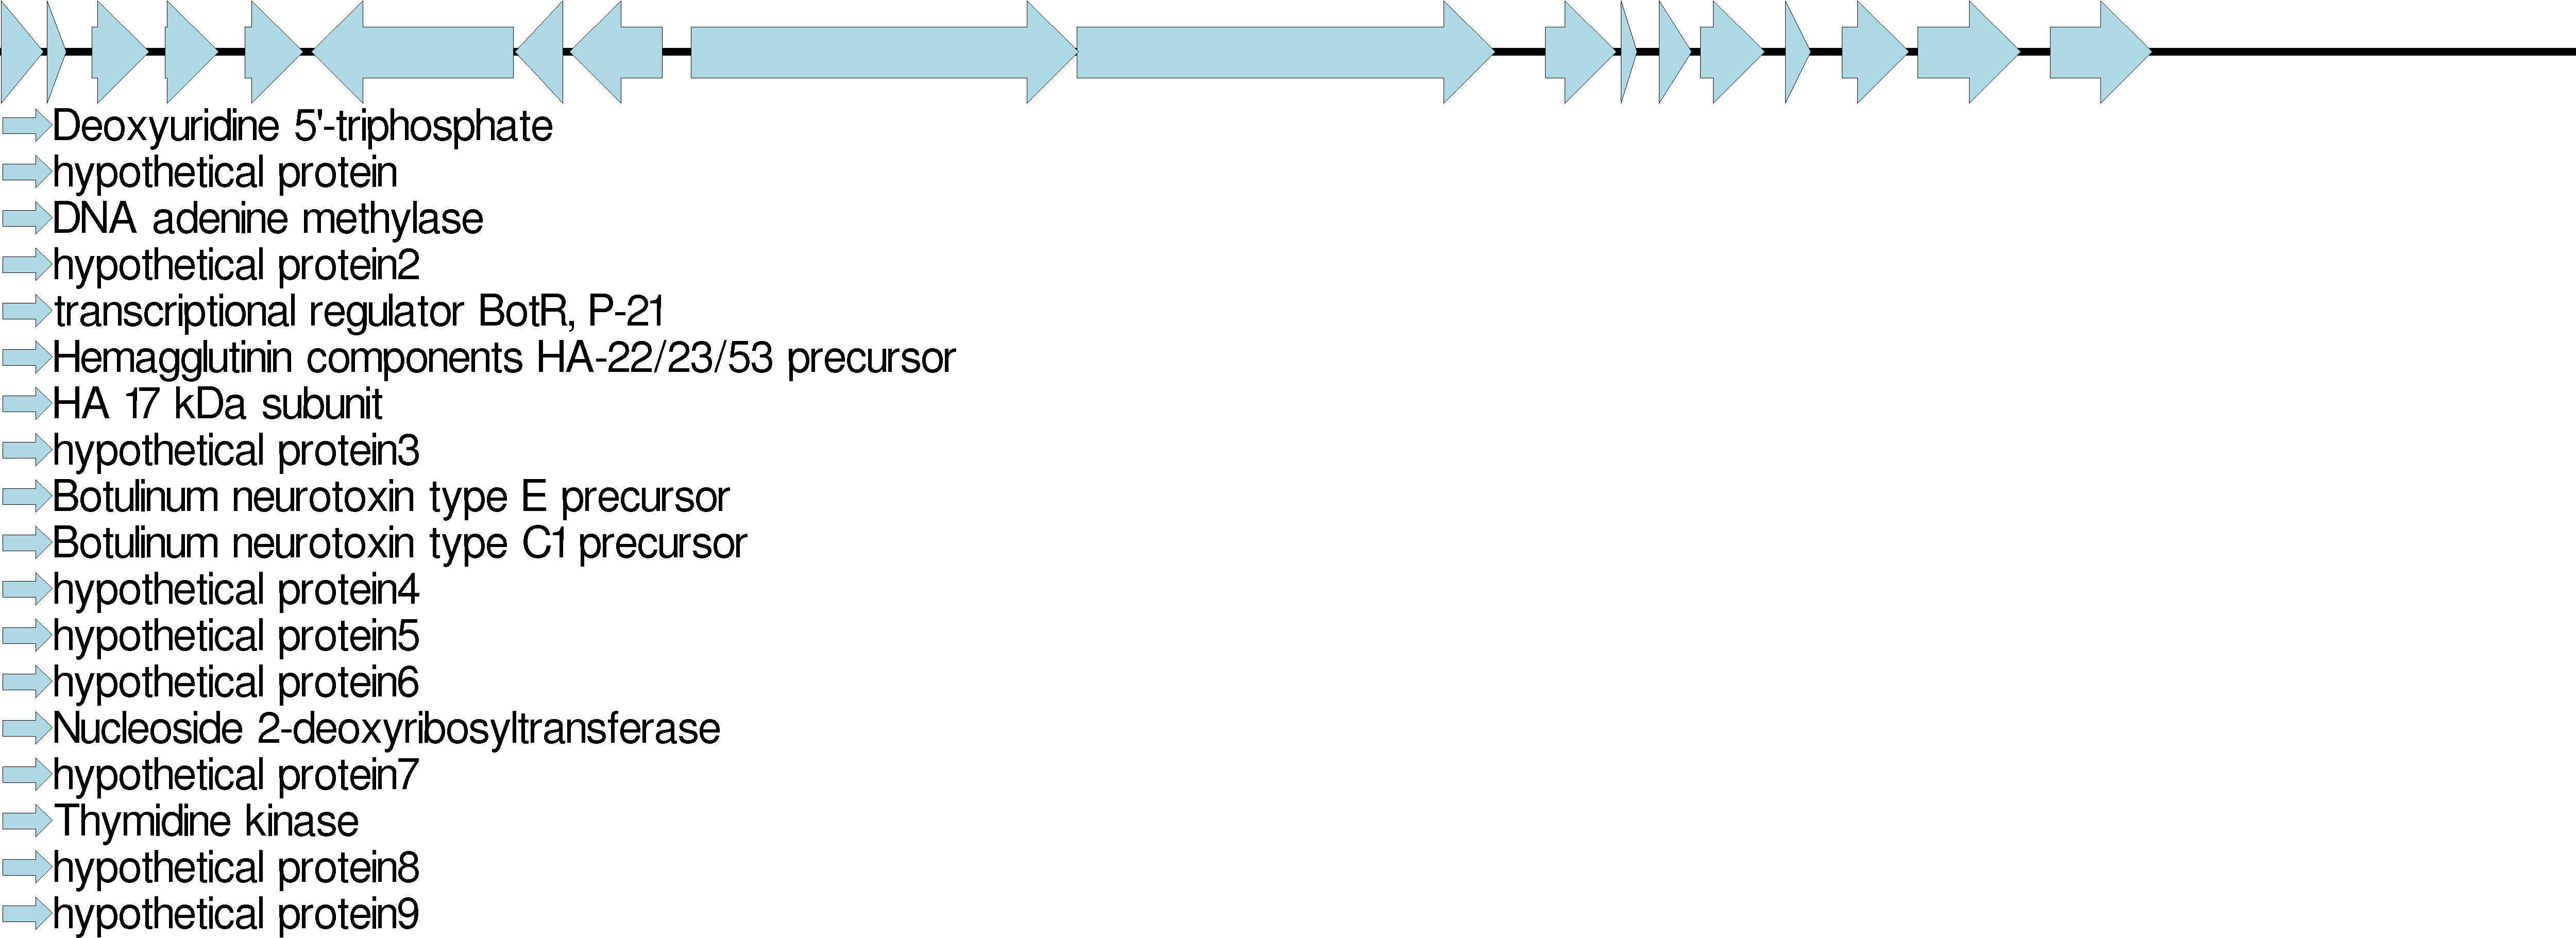 Deoxyuridine 5'-triphosphate
hypothetical protein
DNA adenine methylase
hypothetical protein2
transcriptional regulator BotR, P-21
Hemagglutinin components HA-22/23/53 precursor
HA 17 kDa subunit
hypothetical protein3
Botulinum neurotoxin type E precursor
Botulinum neurotoxin type C1 precursor
hypothetical protein4
hypothetical protein5
hypothetical protein6
Nucleoside 2-deoxyribosyltransferase
hypothetical protein7
Thymidine kinase
hypothetical protein8
hypothetical protein9